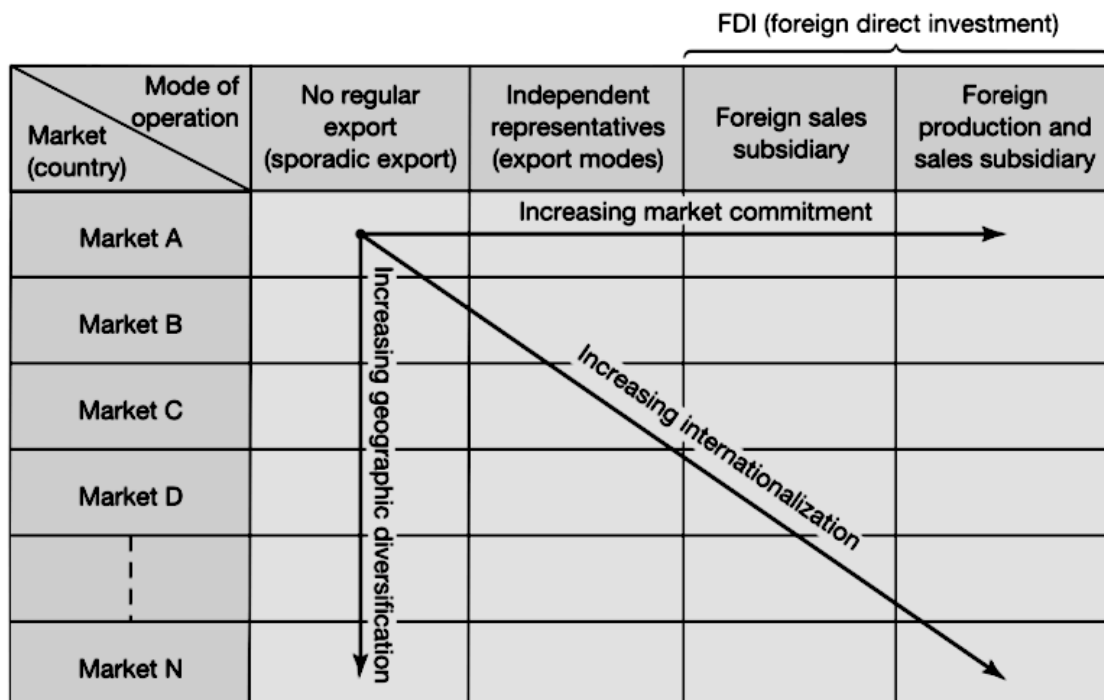 FDI (foreign direct investment)
Mode of
operation
Market
(country)
No regular
export
(sporadic export)
Independent
representatives
(export modes)
Foreign sales
subsidiary
Foreign
production and
sales subsidiary
Increasing market commitment
Market A
Market B
Market C
Market D
Market N
Increasing geographic diversification
Increasing internationalization